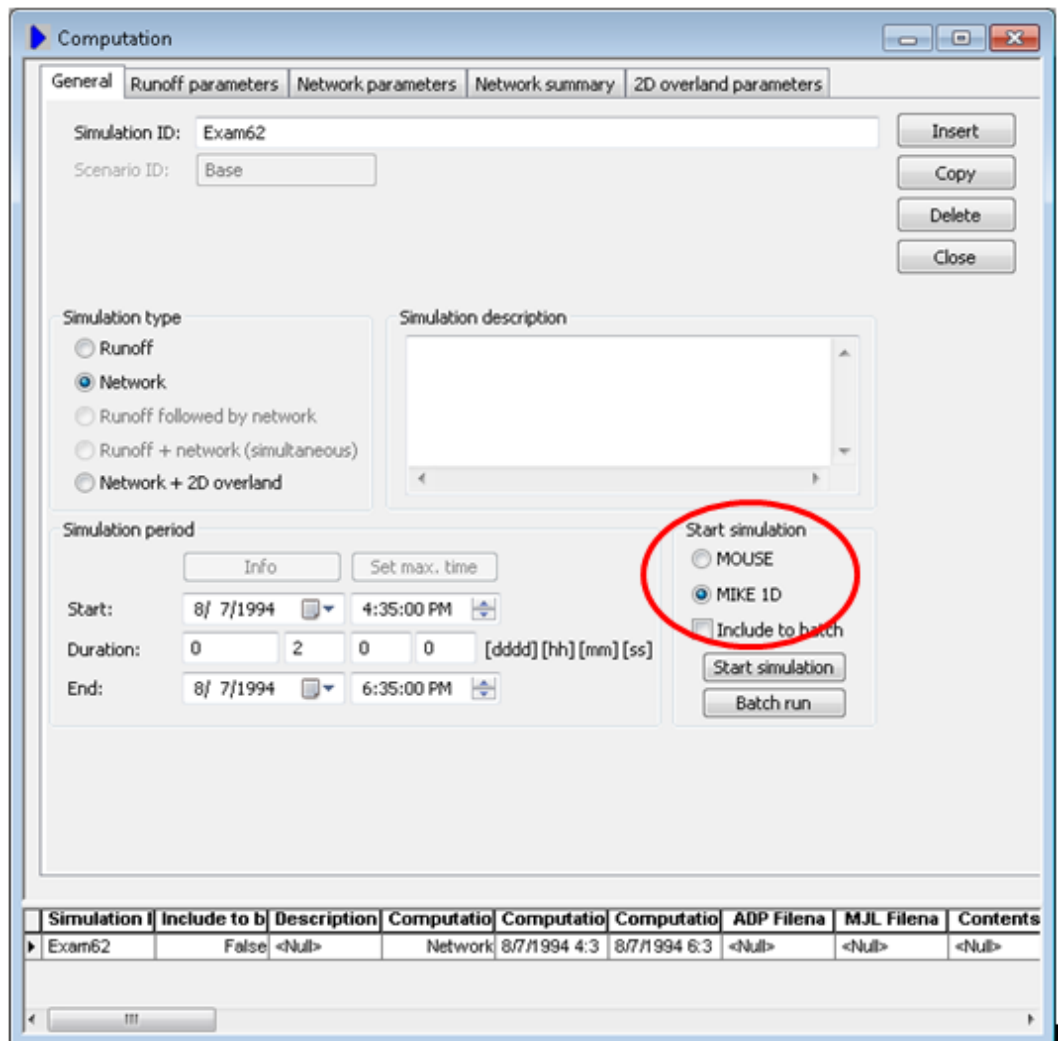 Computation
General Runoff parameters Network parameters Network summary 2D overland parameters
Simulation ID: Exam62 Insert
Scenario ID: Base Copy
Delete
Close
Simulation type Simulation description
Runoff
Network
Runoff followed by network
Runoff + network (simultaneous)
Network + 2D overland
Simulation period Start simulation
Info Set max. time MOUSE
MIKE 1D
Start: 8/ 7/1994 4:35:00 PM
Include to batch
Duration: 0 2 0 0 [dddd] [hh] [mm] [ss]
Start simulation
End: 8/ 7/1994 6:35:00 PM
Batch run
Simulation I Include to b Description Computatio Computatio Computatio ADP Filena MJL Filena Contents
Exam62 False <Null> Network 8/7/1994 4:3 8/7/1994 6:3 <Null> <Null> <Null>